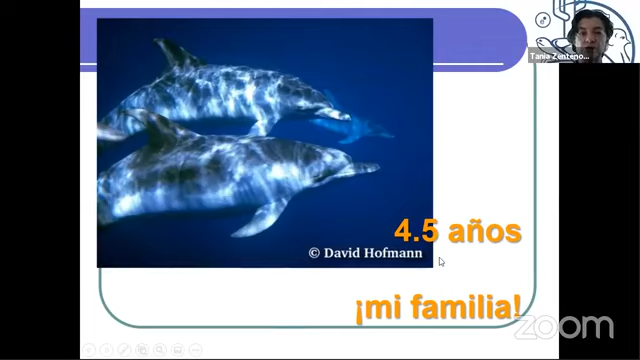 Tania Zenteno...
4.5 años
© David Hofmann
¡mi familia!
zoom